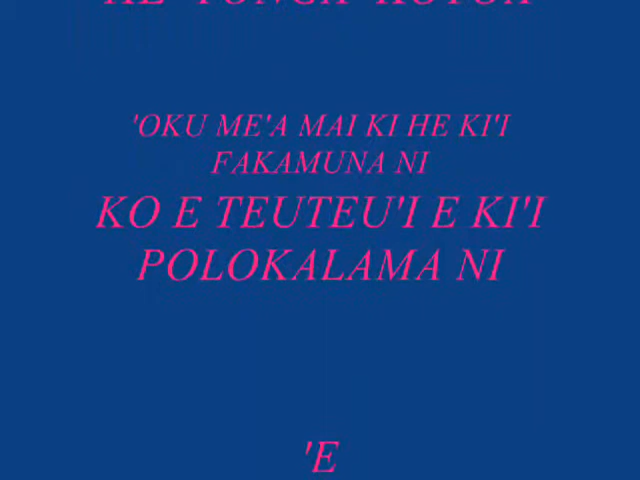 'OKU ME'A MAI KI HE KI'I
FAKAMUNA NI
KO E TEUTEU'I E KI'I
POLOKALAMA NI
'E